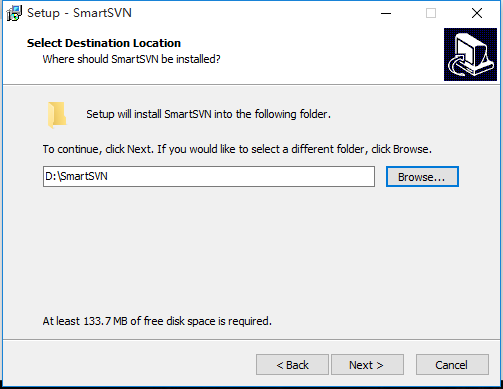 Setup - SmartSVN
Select Destination Location
Where should SmartSVN be installed?
Setup will install SmartSVN into the following folder.
To continue, click Next. If you would like to select a different folder, click Browse.
D:\SmartSVN
Browse...
At least 133.7 MB of free disk space is required.
< Back
Next >
Cancel